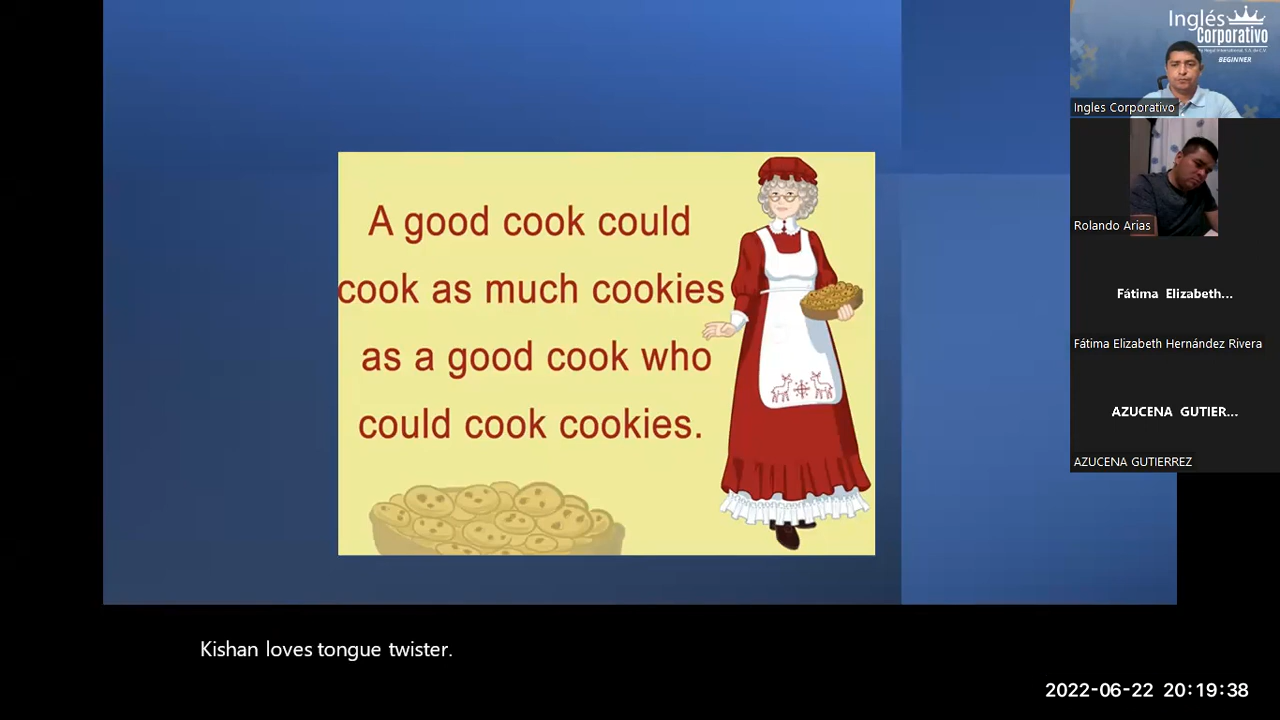 A good cook could
cook as much cookies
as a good cook who
could cook cookies.
Inglés
Corporativo
BEGINNER
Ingles Corporativo
Rolando Arias
Fátima Elizabeth...
Fátima Elizabeth Hernández Rivera
AZUCENA GUTIER...
AZUCENA GUTIERREZ
Kishan loves tongue twister.
2022-06-22 20:19:38